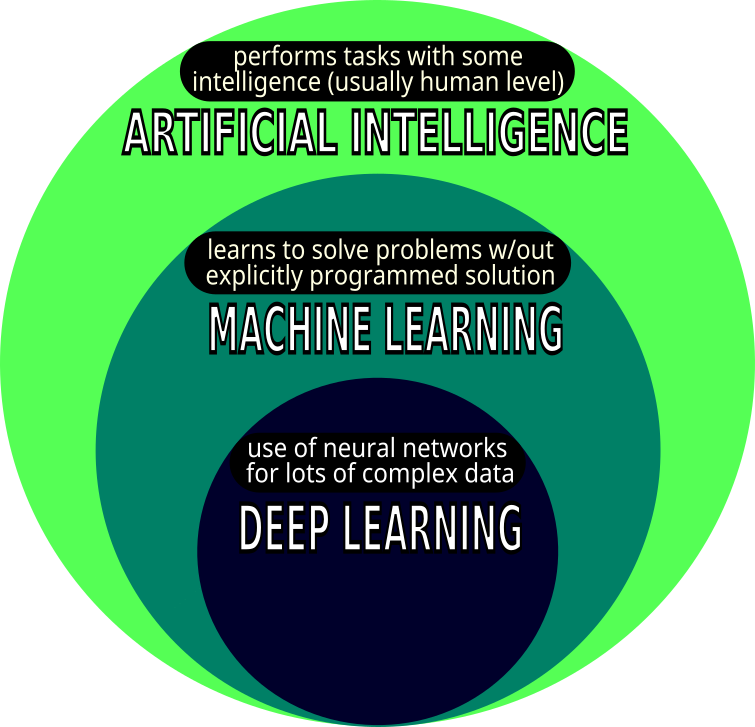 performs tasks with some
intelligence (usually human level)
ARTIFICIAL INTELLIGENCE
learns to solve problems w/out
explicitly programmed solution
MACHINE LEARNING
use of neural networks
for lots of complex data
DEEP LEARNING